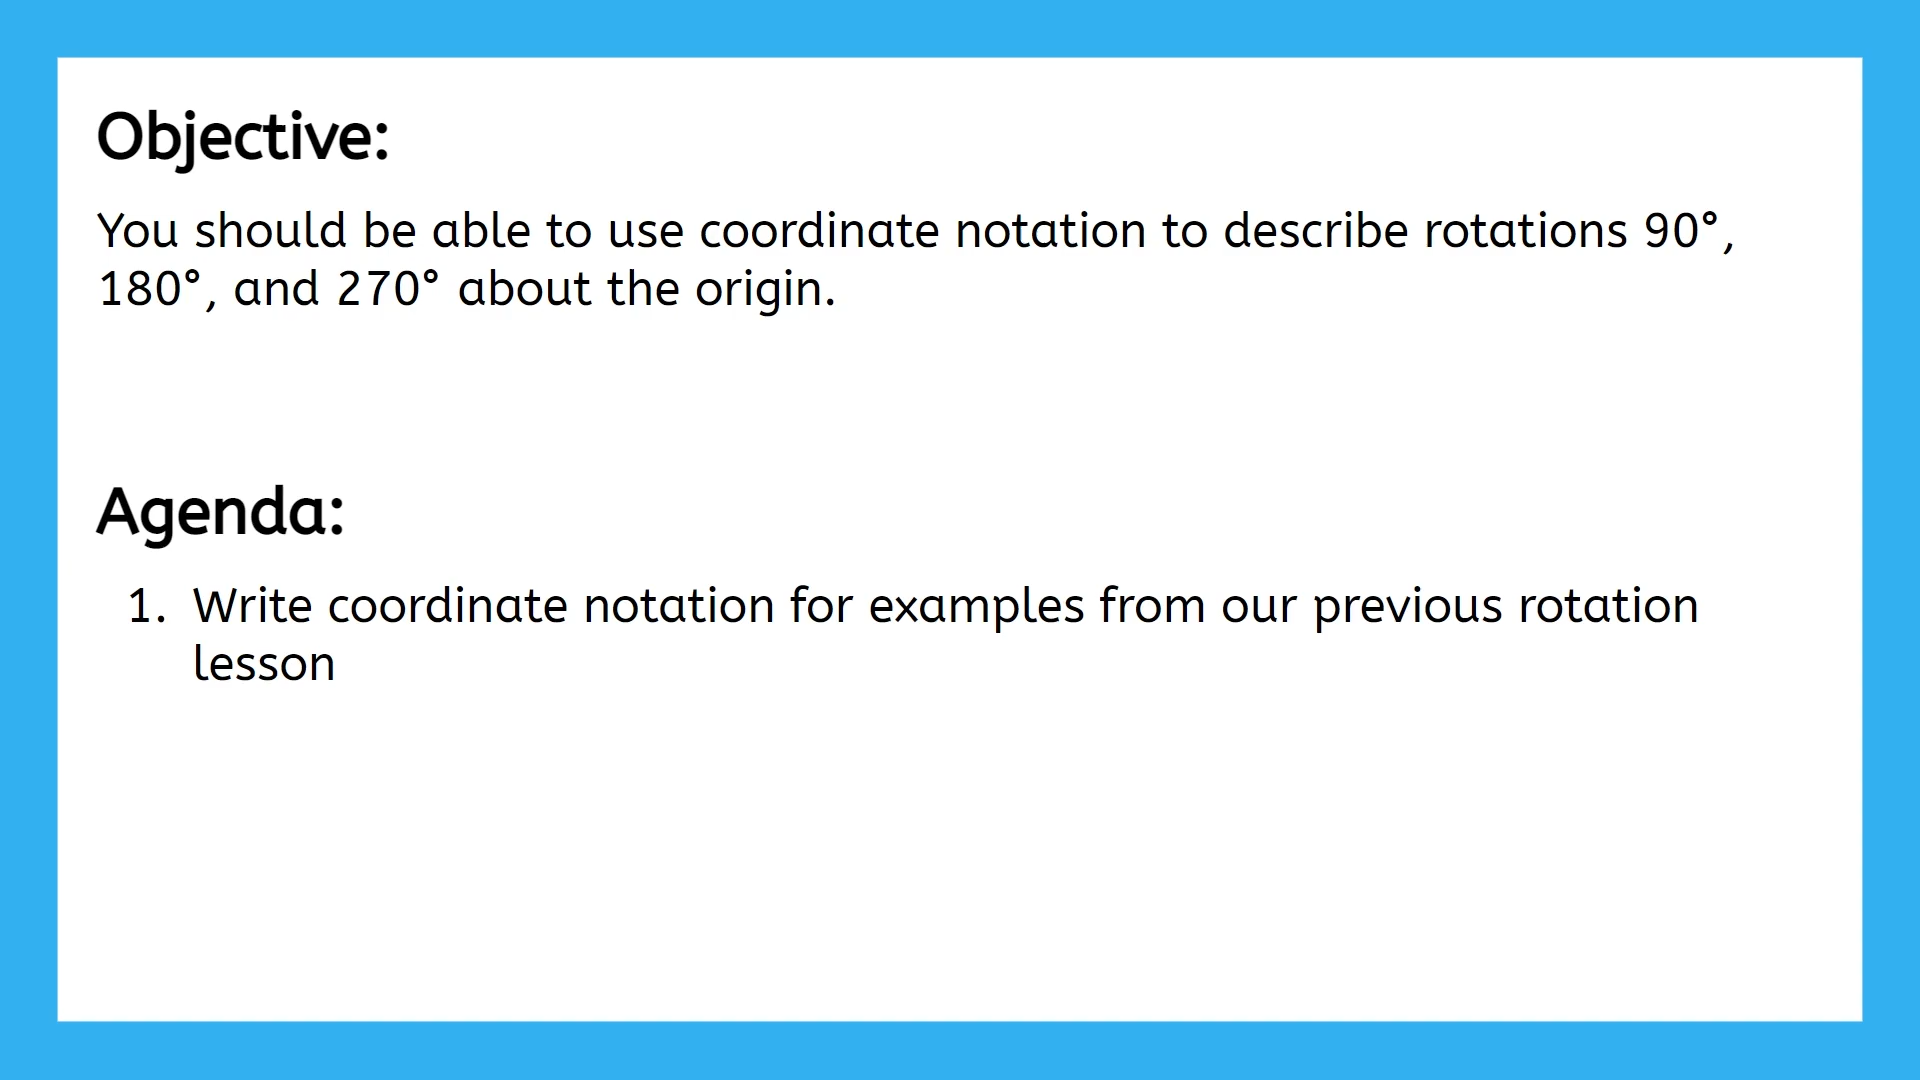 Objective:
You should be able to use coordinate notation to describe rotations 90°,
180°, and 270° about the origin.
Agenda:
1. Write coordinate notation for examples from our previous rotation
lesson